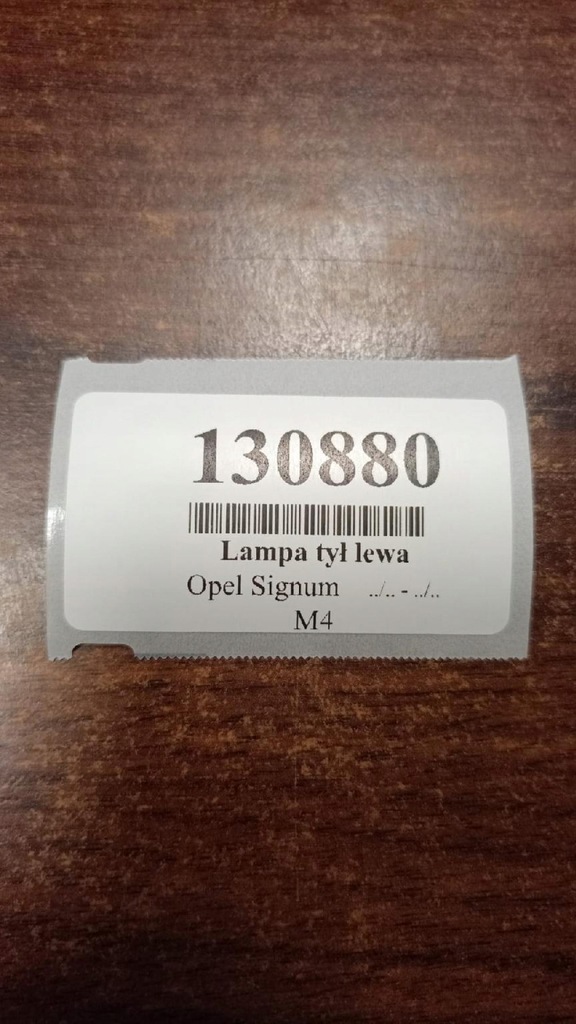 130880
Lampa tył lewa
Opel Signum ../.. - ../..
M4